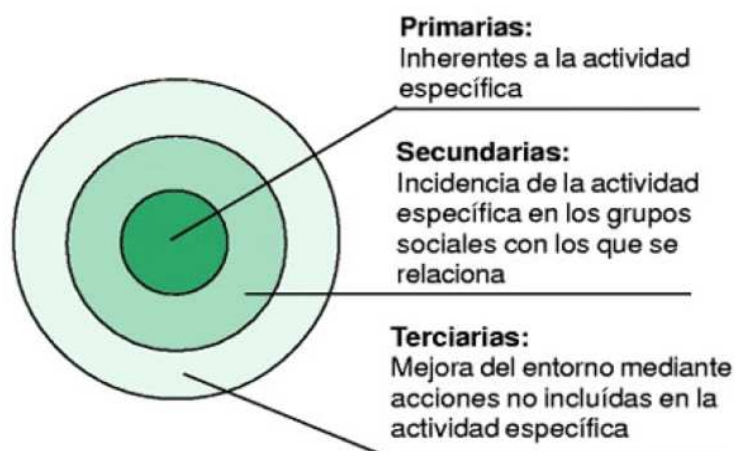 Primarias:
Inherentes a la actividad
específica
Secundarias:
Incidencia de la actividad
específica en los grupos
sociales con los que se
relaciona
Terciarias:
Mejora del entorno mediante
acciones no incluídas en la
actividad específica